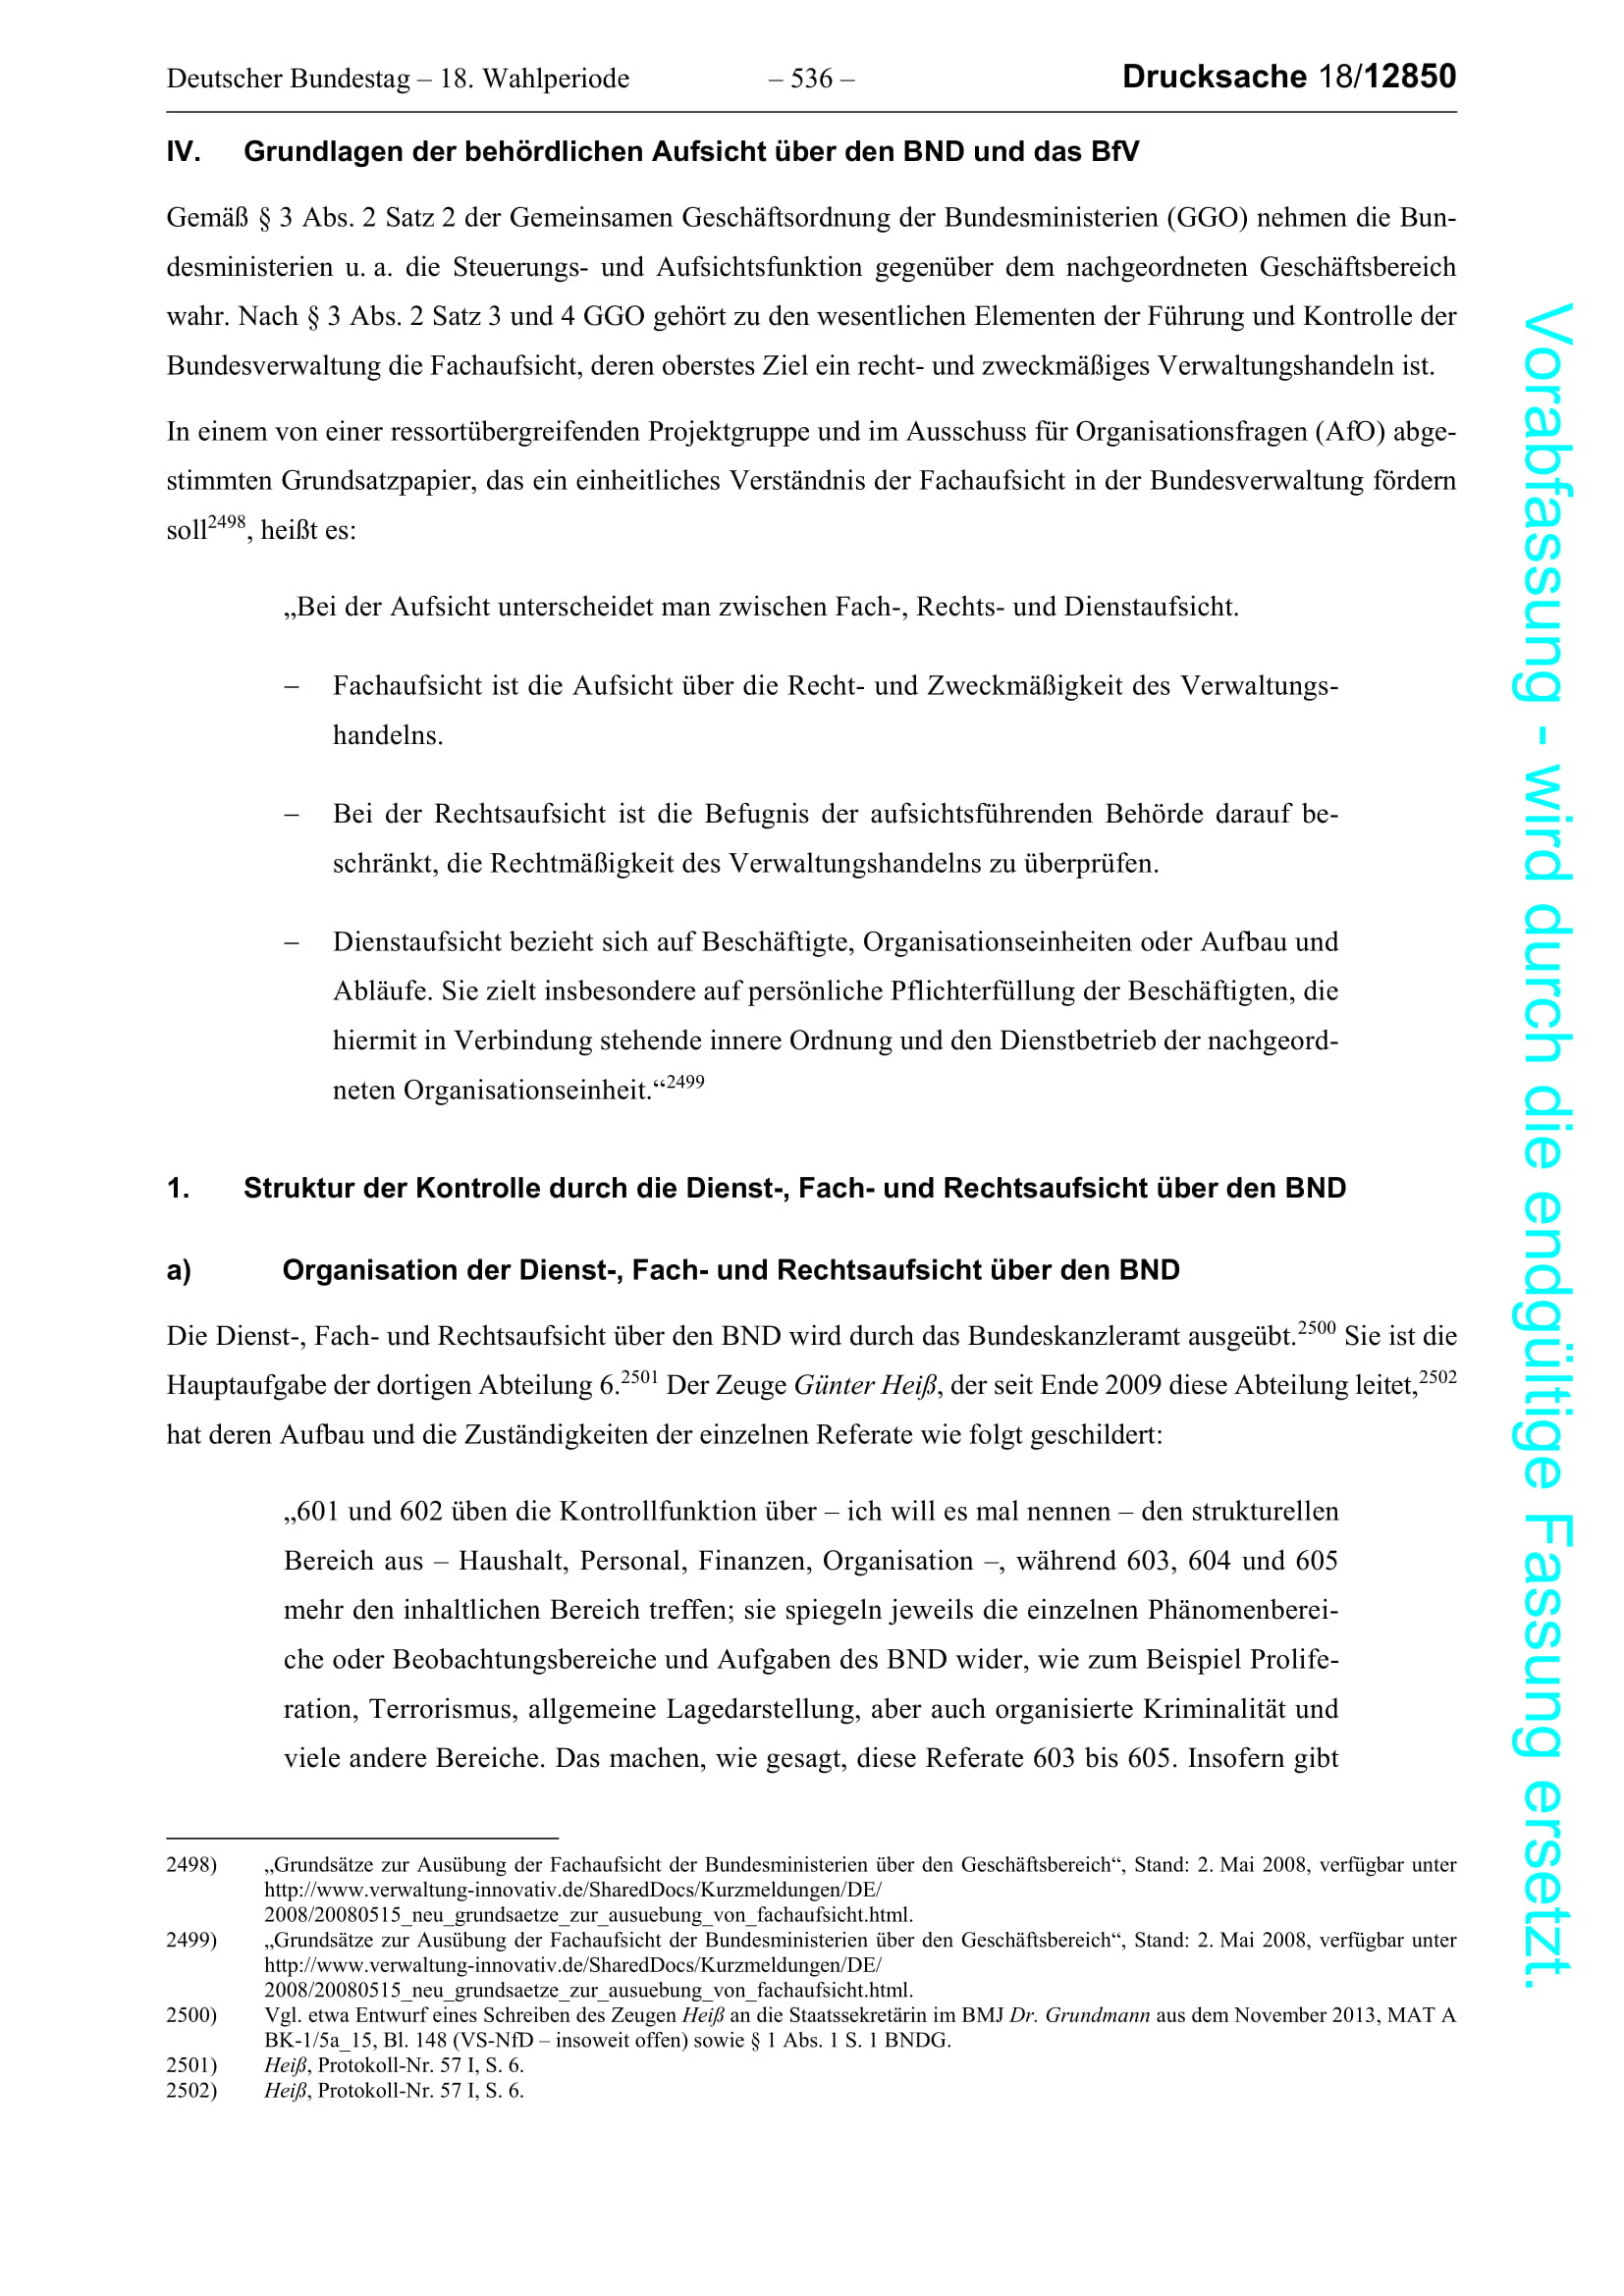 Deutscher Bundestag – 18. Wahlperiode – 536 – Drucksache 18/12850
IV. Grundlagen der behördlichen Aufsicht über den BND und das BfV
Gemäß § 3 Abs. 2 Satz 2 der Gemeinsamen Geschäftsordnung der Bundesministerien (GGO) nehmen die Bun-
desministerien u. a. die Steuerungs- und Aufsichtsfunktion gegenüber dem nachgeordneten Geschäftsbereich
wahr. Nach § 3 Abs. 2 Satz 3 und 4 GGO gehört zu den wesentlichen Elementen der Führung und Kontrolle der
Bundesverwaltung die Fachaufsicht, deren oberstes Ziel ein recht- und zweckmäßiges Verwaltungshandeln ist.
In einem von einer ressortübergreifenden Projektgruppe und im Ausschuss für Organisationsfragen (AfO) abge-
stimmten Grundsatzpapier, das ein einheitliches Verständnis der Fachaufsicht in der Bundesverwaltung fördern
soll2498, heißt es:
„Bei der Aufsicht unterscheidet man zwischen Fach-, Rechts- und Dienstaufsicht.
– Fachaufsicht ist die Aufsicht über die Recht- und Zweckmäßigkeit des Verwaltungs-
handelns.
– Bei der Rechtsaufsicht ist die Befugnis der aufsichtsführenden Behörde darauf be-
schränkt, die Rechtmäßigkeit des Verwaltungshandelns zu überprüfen.
– Dienstaufsicht bezieht sich auf Beschäftigte, Organisationseinheiten oder Aufbau und
Abläufe. Sie zielt insbesondere auf persönliche Pflichterfüllung der Beschäftigten, die
hiermit in Verbindung stehende innere Ordnung und den Dienstbetrieb der nachgeord-
neten Organisationseinheit.“2499
1. Struktur der Kontrolle durch die Dienst-, Fach- und Rechtsaufsicht über den BND
a) Organisation der Dienst-, Fach- und Rechtsaufsicht über den BND
Die Dienst-, Fach- und Rechtsaufsicht über den BND wird durch das Bundeskanzleramt ausgeübt.2500 Sie ist die
Hauptaufgabe der dortigen Abteilung 6.2501 Der Zeuge Günter Heiß, der seit Ende 2009 diese Abteilung leitet,2502
hat deren Aufbau und die Zuständigkeiten der einzelnen Referate wie folgt geschildert:
„601 und 602 üben die Kontrollfunktion über – ich will es mal nennen – den strukturellen
Bereich aus – Haushalt, Personal, Finanzen, Organisation –, während 603, 604 und 605
mehr den inhaltlichen Bereich treffen; sie spiegeln jeweils die einzelnen Phänomenberei-
che oder Beobachtungsbereiche und Aufgaben des BND wider, wie zum Beispiel Prolife-
ration, Terrorismus, allgemeine Lagedarstellung, aber auch organisierte Kriminalität und
viele andere Bereiche. Das machen, wie gesagt, diese Referate 603 bis 605. Insofern gibt
2498) „Grundsätze zur Ausübung der Fachaufsicht der Bundesministerien über den Geschäftsbereich“, Stand: 2. Mai 2008, verfügbar unter
http://www.verwaltung-innovativ.de/SharedDocs/Kurzmeldungen/DE/
2008/20080515_neu_grundsaetze_zur_ausuebung_von_fachaufsicht.html.
2499) „Grundsätze zur Ausübung der Fachaufsicht der Bundesministerien über den Geschäftsbereich“, Stand: 2. Mai 2008, verfügbar unter
http://www.verwaltung-innovativ.de/SharedDocs/Kurzmeldungen/DE/
2008/20080515_neu_grundsaetze_zur_ausuebung_von_fachaufsicht.html.
2500) Vgl. etwa Entwurf eines Schreiben des Zeugen Heiß an die Staatssekretärin im BMJ Dr. Grundmann aus dem November 2013, MAT A
BK-1/5a_15, Bl. 148 (VS-NfD – insoweit offen) sowie § 1 Abs. 1 S. 1 BNDG.
2501) Heiß, Protokoll-Nr. 57 I, S. 6.
2502) Heiß, Protokoll-Nr. 57 I, S. 6.
Vorabfassung - wird durch die endgültige Fassung ersetzt.